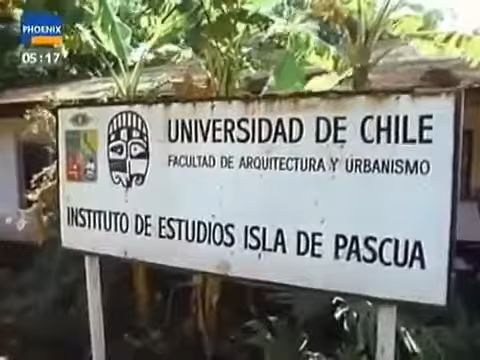 PHOENIX
05:17
UNIVERSIDAD DE CHILE
FACULTAD DE ARQUITECTURA Y URBANISMO
INSTITUTO DE ESTUDIOS ISLA DE PASCUA